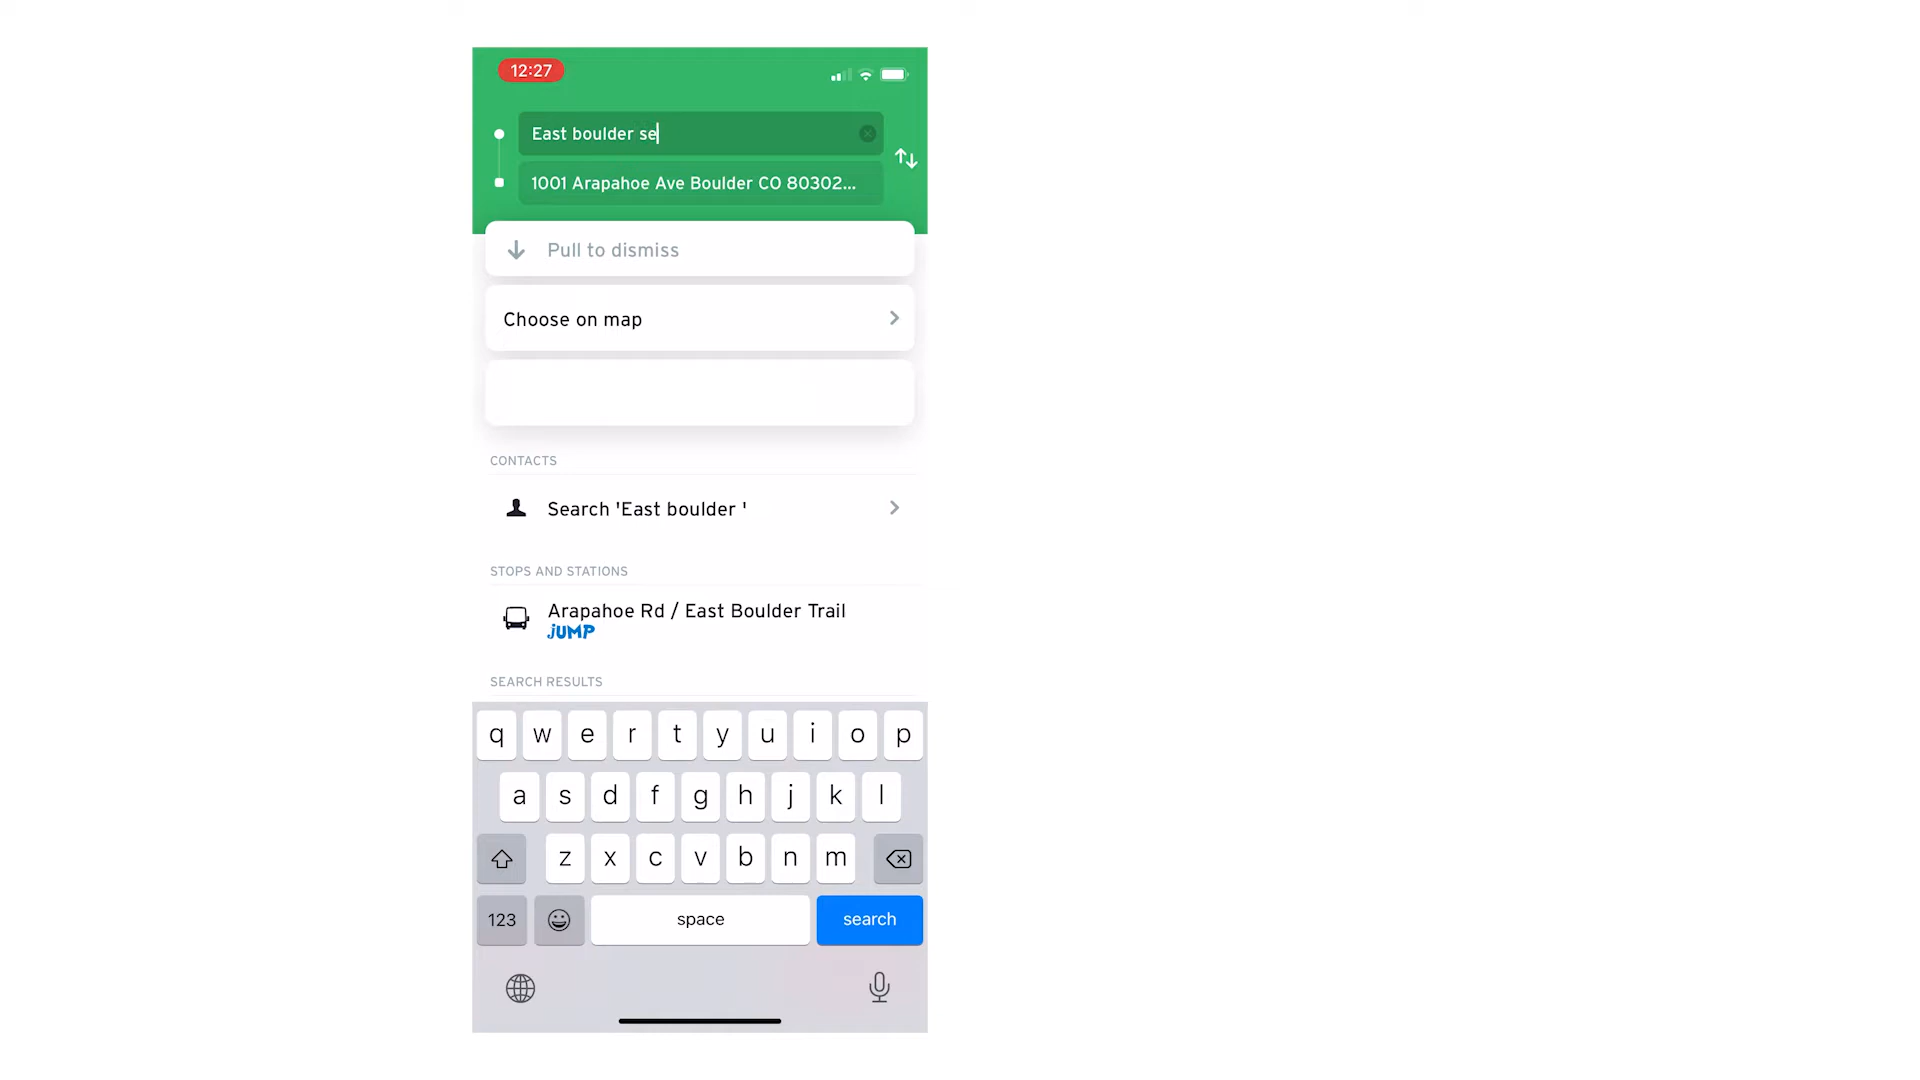 12:27
East boulder se
1001 Arapahoe Ave Boulder CO 80302...
Pull to dismiss
Choose on map
CONTACTS
Search 'East boulder '
STOPS AND STATIONS
Arapahoe Rd / East Boulder Trail
JUMP
SEARCH RESULTS
q w e r t y u i o p
a s d f g h j k l
z x c v b n m
123 space search